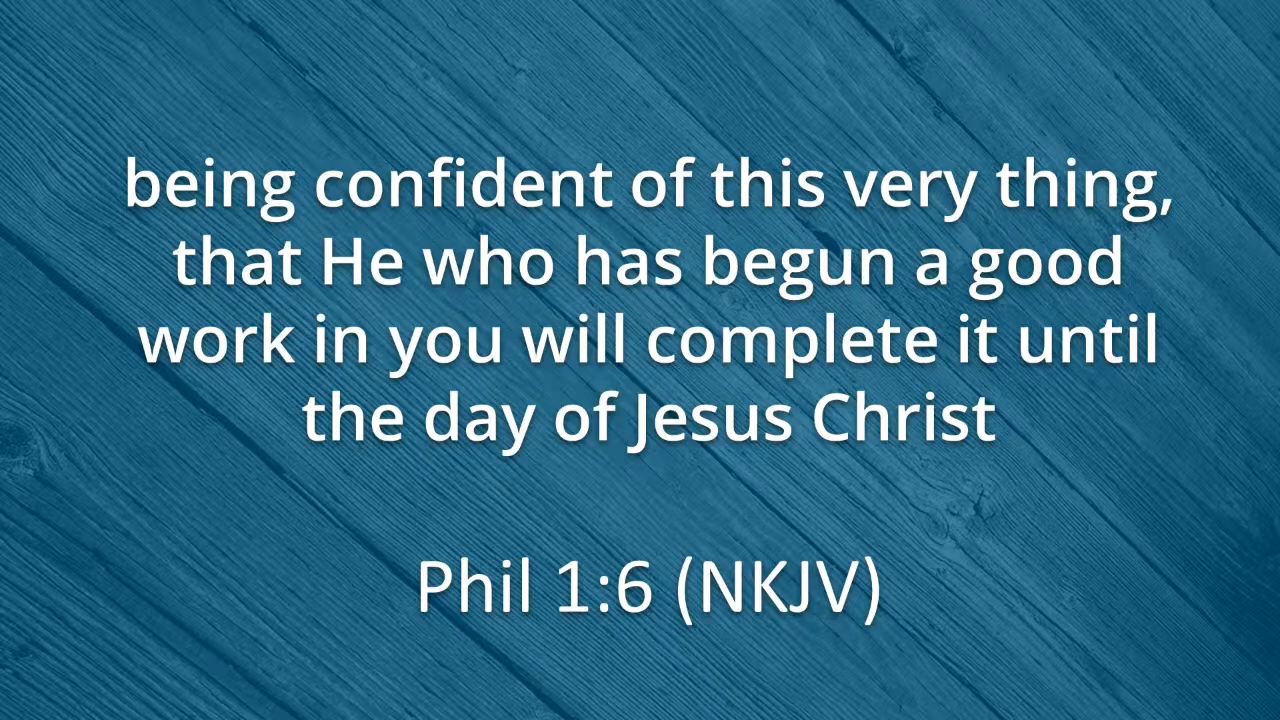 being confident of this very thing,
that He who has begun a good
work in you will complete it until
the day of Jesus Christ
Phil 1:6 (NKJV)